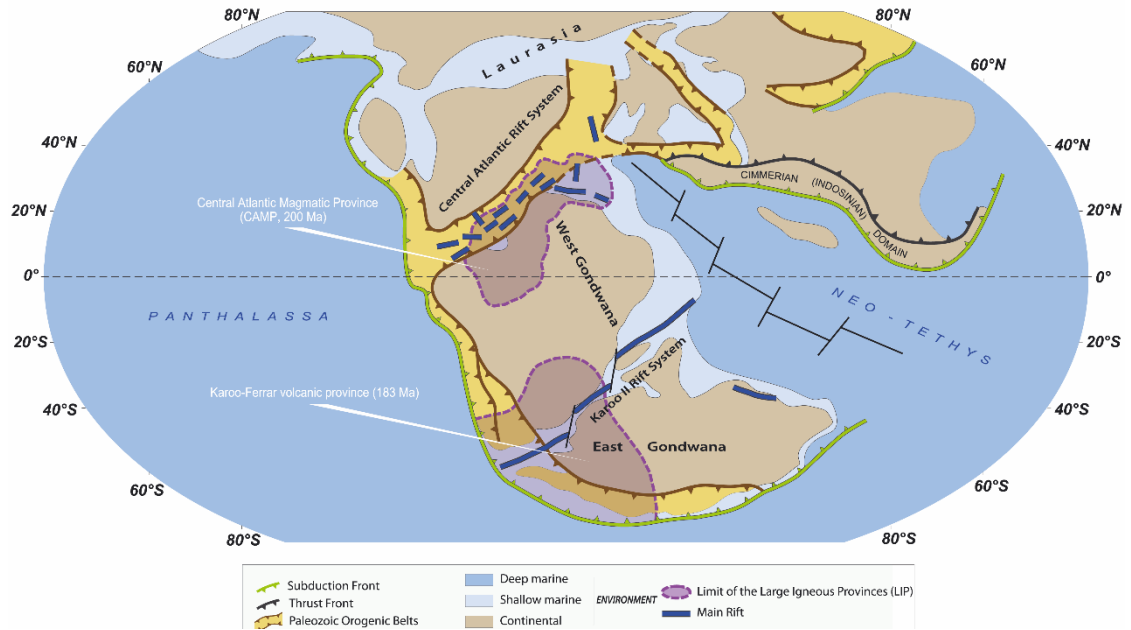 80°N
80°N
60°N
60°N
Laurasia
40°N
40°N
Central Atlantic Rift System
CIMMERIAN (INDOSINIAN)
DOMAIN
Central Atlantic Magmatic Province
(CAMP, 200 Ma)
20°N
20°N
West Gondwana
0°
0°
PANTHALASSA
NEO - TETHYS
20°S
20°S
Karoo II Rift System
Karoo-Ferrar volcanic province (183 Ma)
40°S
40°S
East Gondwana
60°S
60°S
80°S
80°S
Subduction Front
Thrust Front
Paleozoic Orogenic Belts
Deep marine
Shallow marine
Continental
ENVIRONMENT
Limit of the Large Igneous Provinces (LIP)
Main Rift